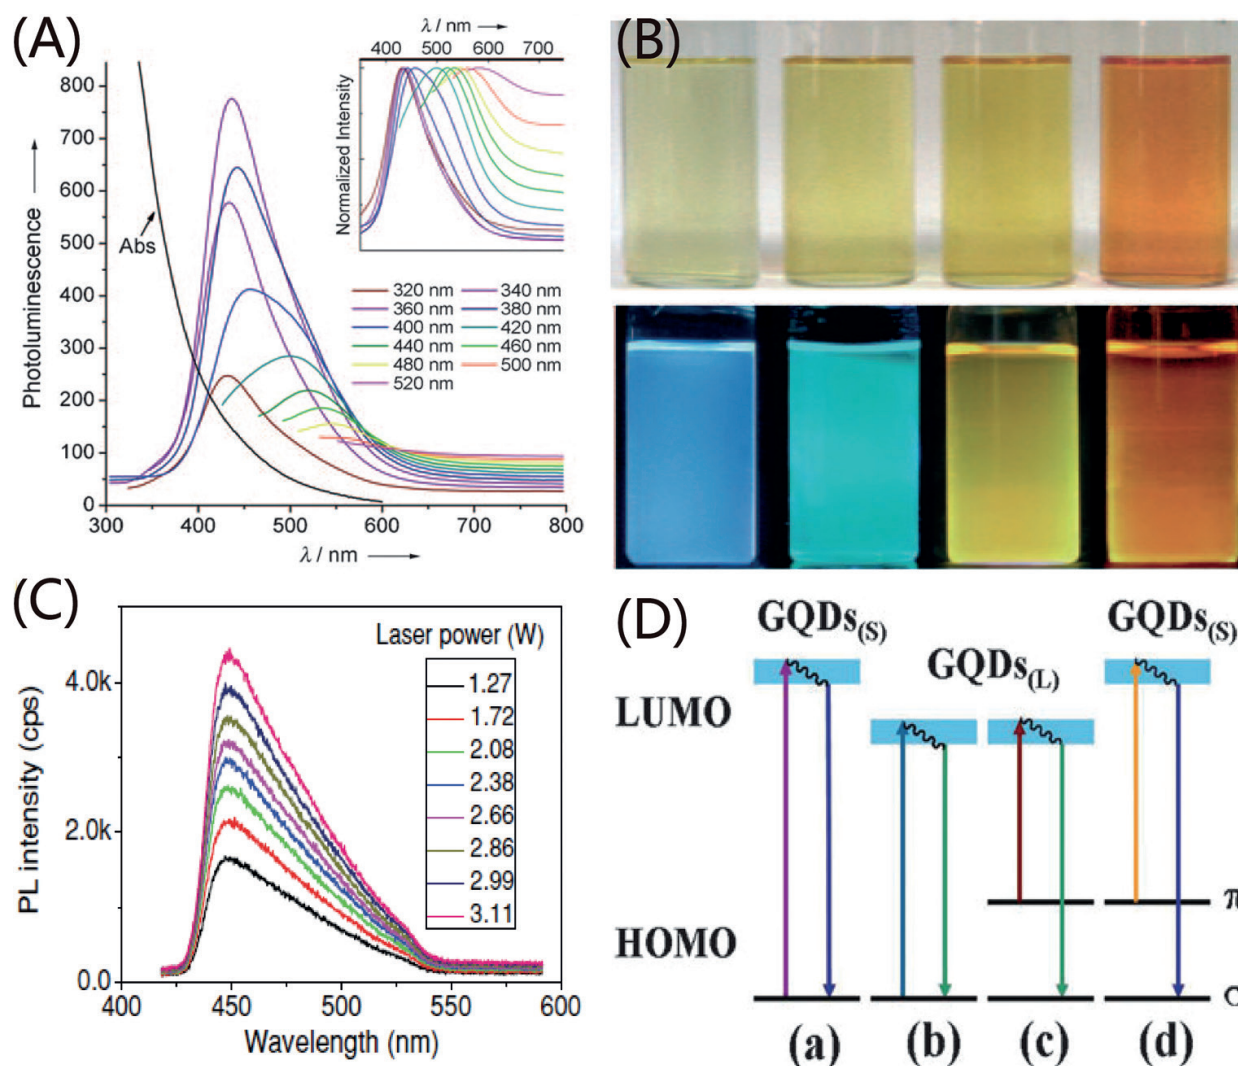 (A)
λ / nm
400 500 600 700
Normalized Intensity
800
700
600
500
400
300
200
100
0
Photoluminescence
Abs
320 nm 340 nm
360 nm 380 nm
400 nm 420 nm
440 nm 460 nm
480 nm 500 nm
520 nm
300 400 500 600 700 800
λ / nm
(B)
(C)
Laser power (W)
1.27
1.72
2.08
2.38
2.66
2.86
2.99
3.11
4.0k
2.0k
0.0
PL intensity (cps)
400 450 500 550 600
Wavelength (nm)
(D)
GQDs(S) GQDs(S)
GQDs(L)
LUMO
π
HOMO
(a) (b) (c) (d)